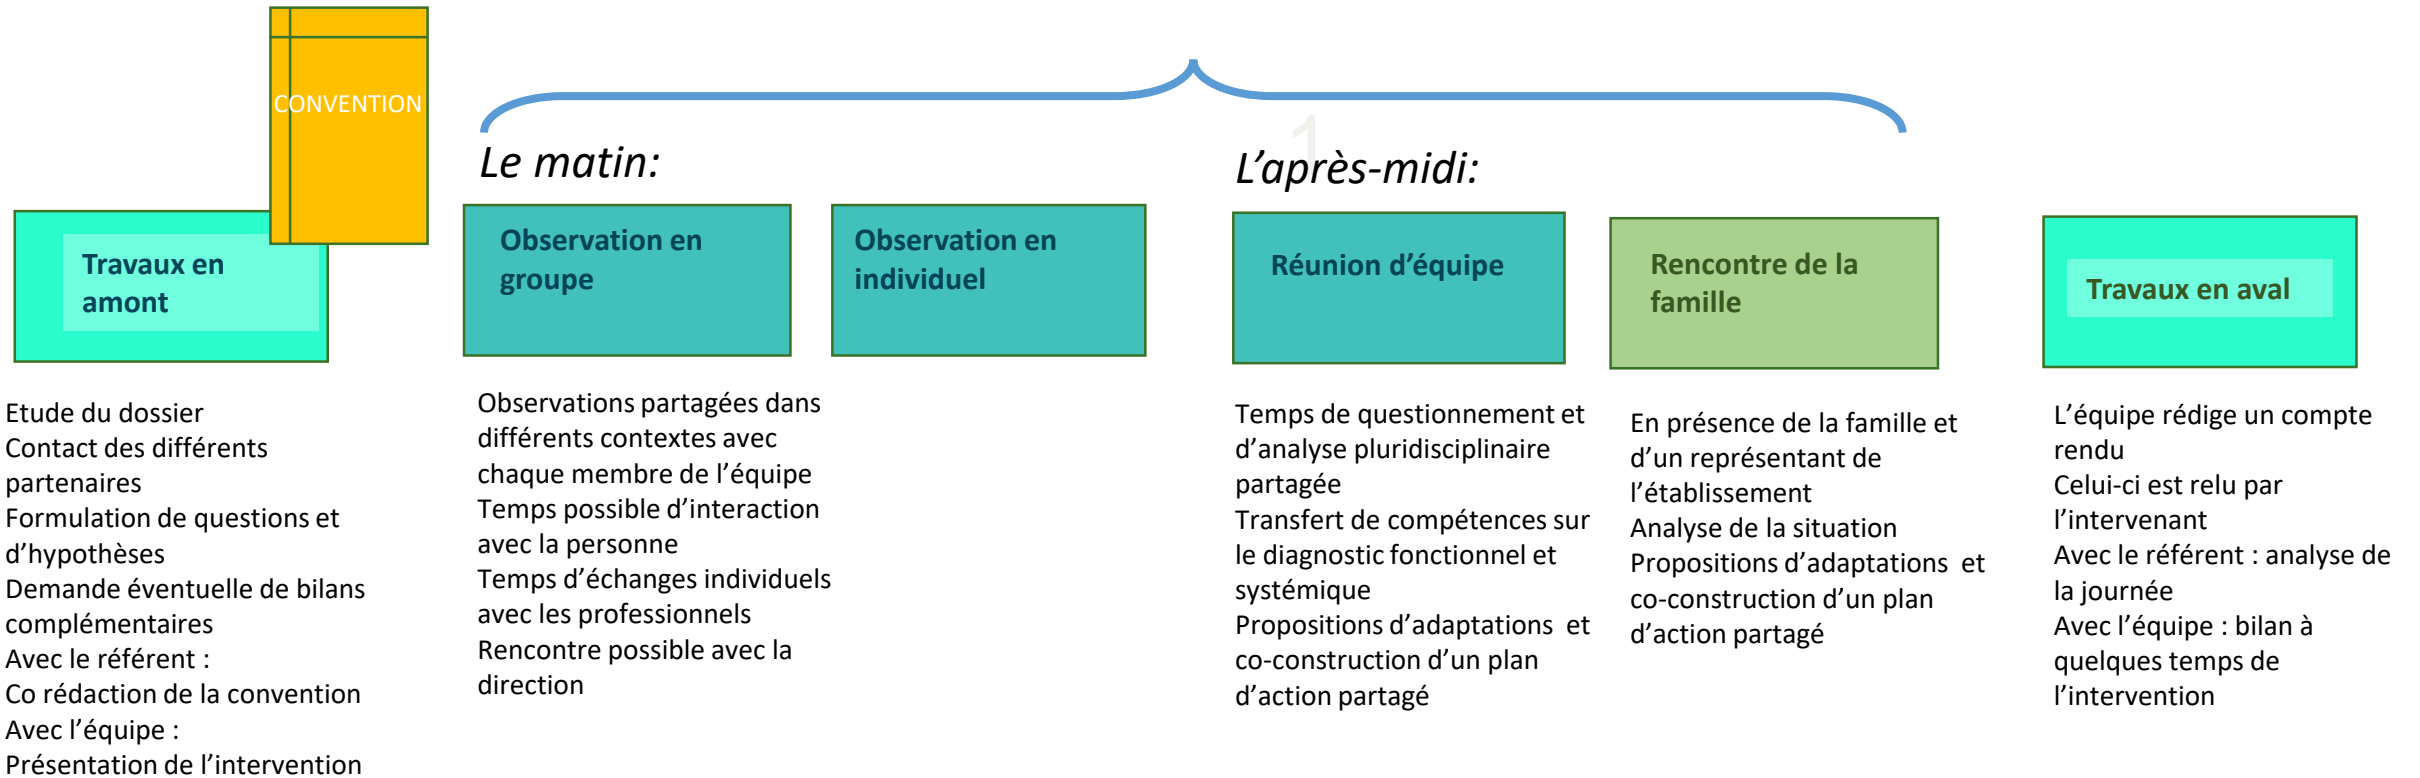 CONVENTION
1
Le matin:
L’après-midi:
Travaux en
amont
Observation en
groupe
Observation en
individuel
Réunion d’équipe
Rencontre de la
famille
Travaux en aval
Etude du dossier
Contact des différents
partenaires
Formulation de questions et
d’hypothèses
Demande éventuelle de bilans
complémentaires
Avec le référent :
Co rédaction de la convention
Avec l’équipe :
Présentation de l’intervention
Observations partagées dans
différents contextes avec
chaque membre de l’équipe
Temps possible d’interaction
avec la personne
Temps d’échanges individuels
avec les professionnels
Rencontre possible avec la
direction
Temps de questionnement et
d’analyse pluridisciplinaire
partagée
Transfert de compétences sur
le diagnostic fonctionnel et
systémique
Propositions d’adaptations  et
co-construction d’un plan
d’action partagé
En présence de la famille et
d’un représentant de
l’établissement
Analyse de la situation
Propositions d’adaptations  et
co-construction d’un plan
d’action partagé
L’équipe rédige un compte
rendu
Celui-ci est relu par
l’intervenant
Avec le référent : analyse de
la journée
Avec l’équipe : bilan à
quelques temps de
l’intervention